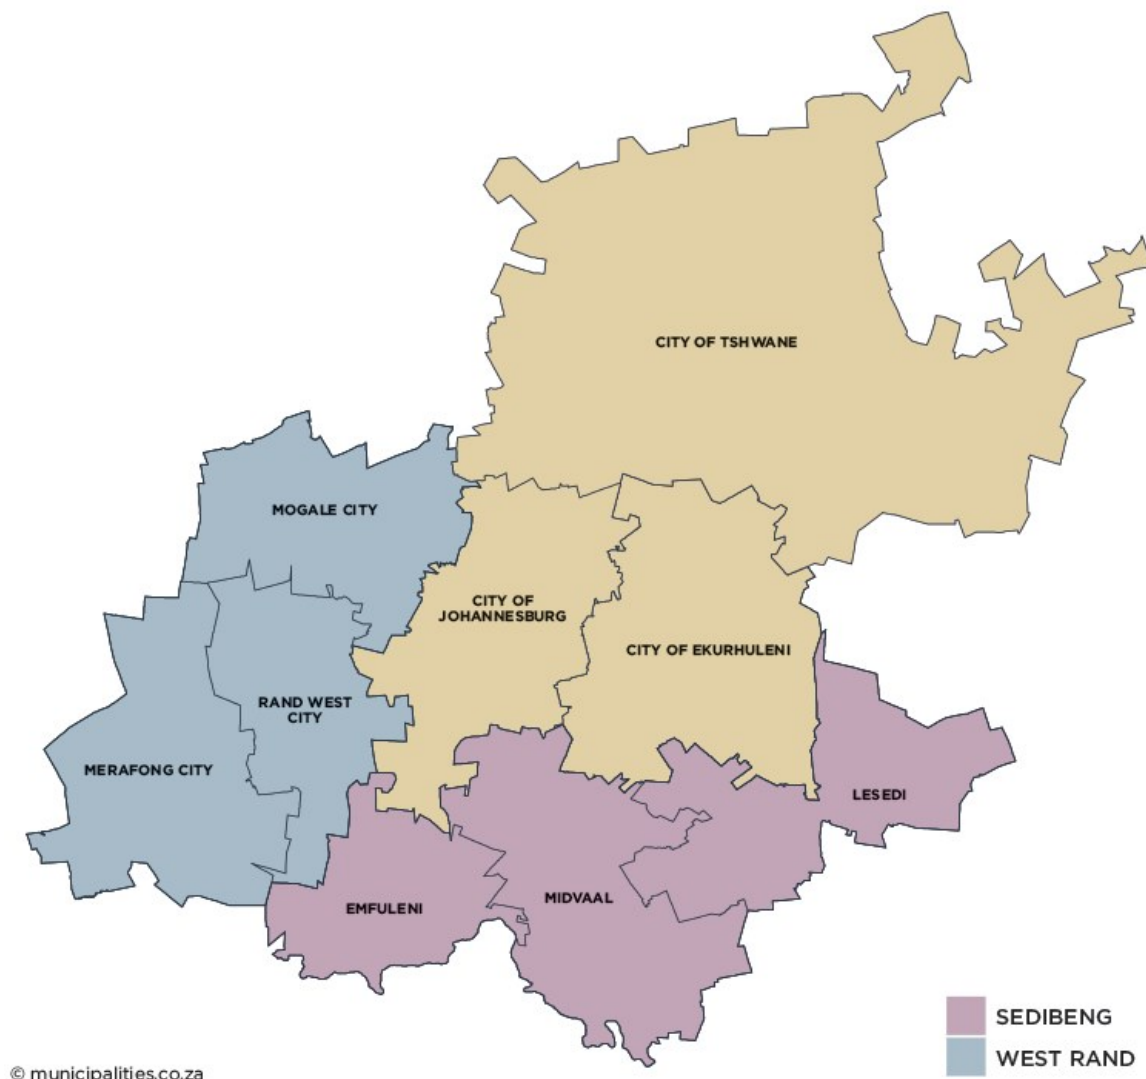 CITY OF TSHWANE
MOGALE CITY
CITY OF
JOHANNESBURG
CITY OF EKURHULENI
RAND WEST
CITY
MERAFONG CITY
LESEDI
EMFULENI
MIDVAAL
SEDIBENG
WEST RAND
© municipalities.co.za